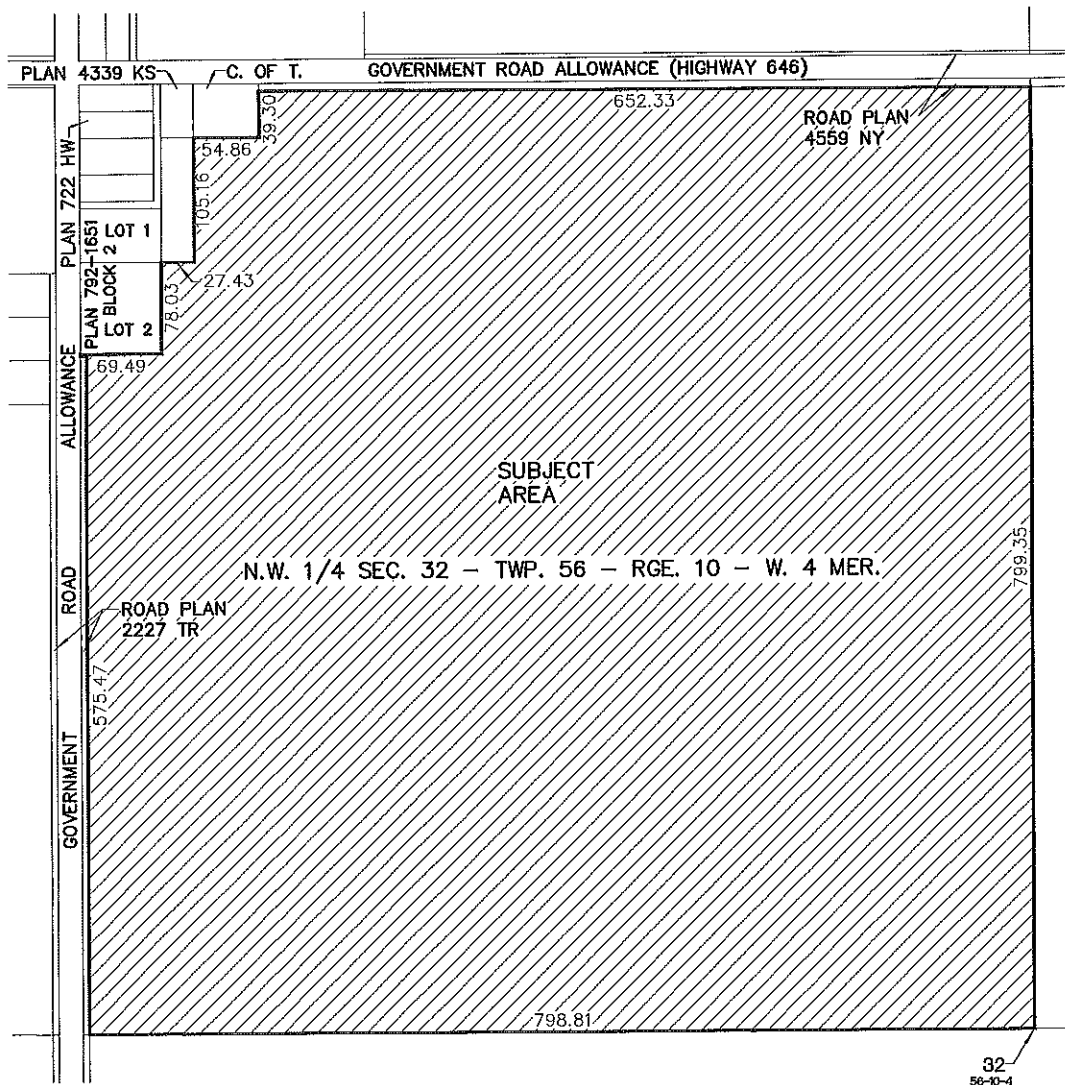 PLAN 4339 KS
C. OF T.
GOVERNMENT ROAD ALLOWANCE (HIGHWAY 646)
652.33
ROAD PLAN
4559 NY
39.30
54.86
105.16
PLAN 722 HW
PLAN 792-1651
BLOCK 2
LOT 1
27.43
78.03
LOT 2
69.49
ALLOWANCE
SUBJECT
AREA
799.35
N.W. 1/4 SEC. 32 - TWP. 56 - RGE. 10 - W. 4 MER.
ROAD
ROAD PLAN
2227 TR
575.47
GOVERNMENT
798.81
32
56-10-4